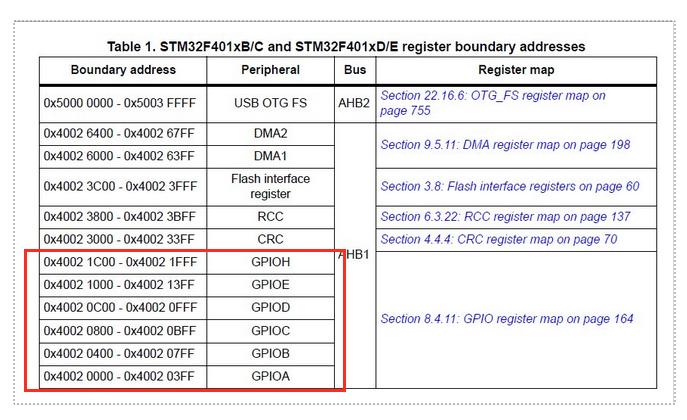 Table 1. STM32F401xB/C and STM32F401xD/E register boundary addresses
Boundary address Peripheral Bus Register map
0x5000 0000 - 0x5003 FFFF USB OTG FS AHB2 Section 22.16.6: OTG_FS register map on
page 755
0x4002 6400 - 0x4002 67FF DMA2
Section 9.5.11: DMA register map on page 198
0x4002 6000 - 0x4002 63FF DMA1
0x4002 3C00 - 0x4002 3FFF Flash interface
register Section 3.8: Flash interface registers on page 60
0x4002 3800 - 0x4002 3BFF RCC Section 6.3.22: RCC register map on page 137
0x4002 3000 - 0x4002 33FF CRC Section 4.4.4: CRC register map on page 70
AHB1
0x4002 1C00 - 0x4002 1FFF GPIOH
0x4002 1000 - 0x4002 13FF GPIOE
0x4002 0C00 - 0x4002 0FFF GPIOD
Section 8.4.11: GPIO register map on page 164
0x4002 0800 - 0x4002 0BFF GPIOC
0x4002 0400 - 0x4002 07FF GPIOB
0x4002 0000 - 0x4002 03FF GPIOA